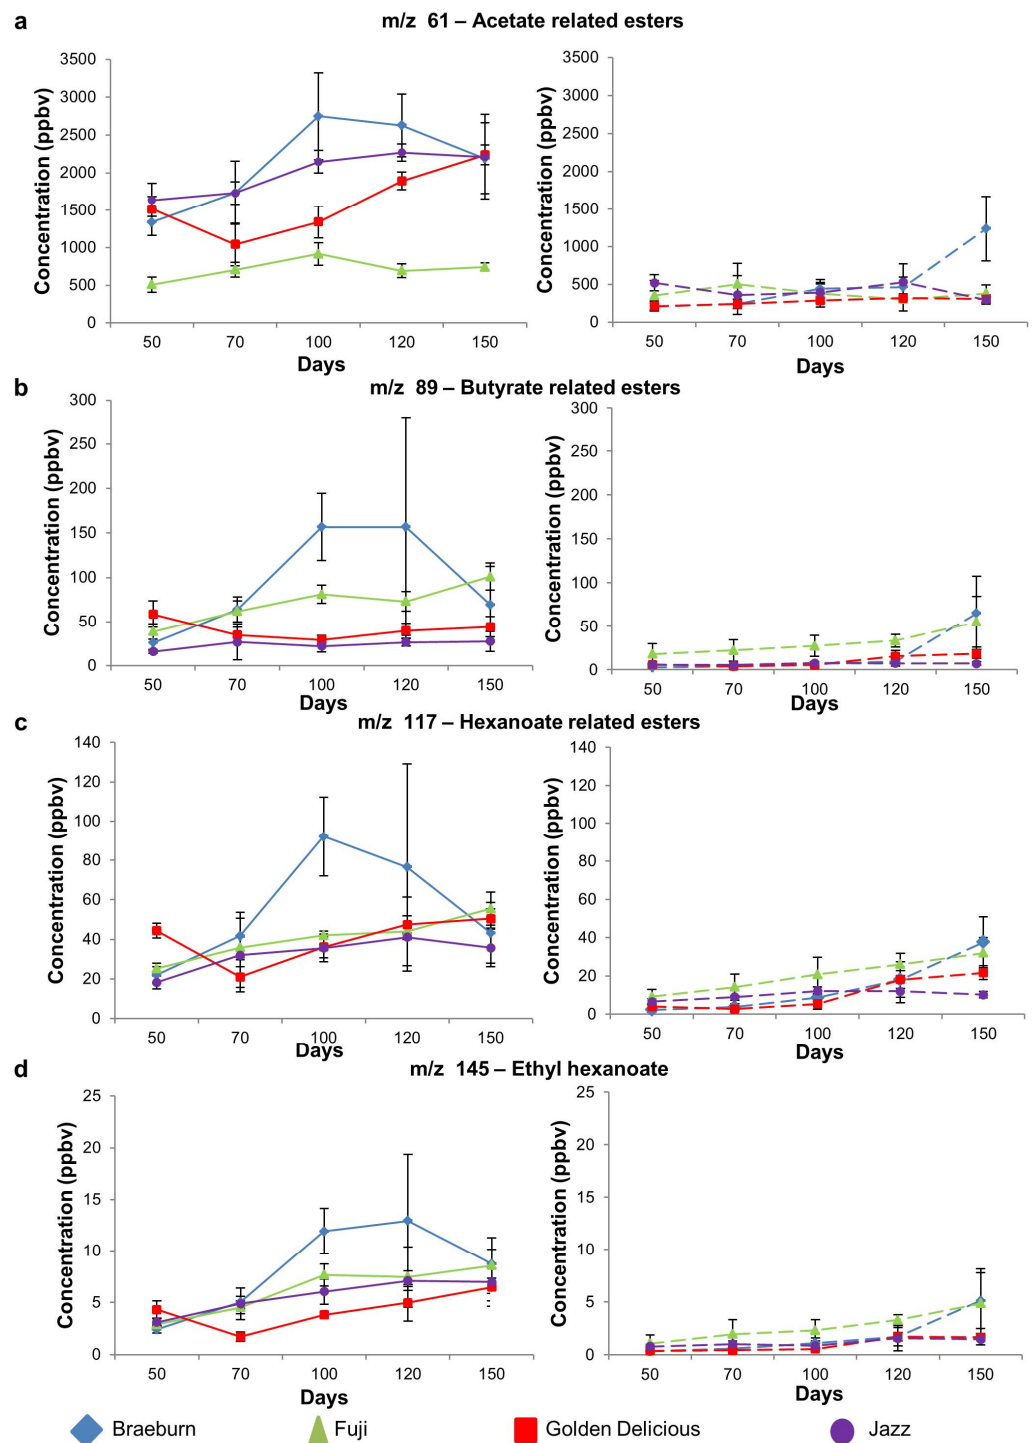 a
m/z 61 – Acetate related esters
Concentration (ppbv)
3500
3000
2500
2000
1500
1000
500
0
50 70 100 120 150
Days
Concentration (ppbv)
3500
3000
2500
2000
1500
1000
500
0
50 70 100 120 150
Days
b
m/z 89 – Butyrate related esters
Concentration (ppbv)
300
250
200
150
100
50
0
50 70 100 120 150
Days
Concentration (ppbv)
300
250
200
150
100
50
0
50 70 100 120 150
Days
c
m/z 117 – Hexanoate related esters
Concentration (ppbv)
140
120
100
80
60
40
20
0
50 70 100 120 150
Days
Concentration (ppbv)
140
120
100
80
60
40
20
0
50 70 100 120 150
Days
d
m/z 145 – Ethyl hexanoate
Concentration (ppbv)
25
20
15
10
5
0
50 70 100 120 150
Days
Concentration (ppbv)
25
20
15
10
5
0
50 70 100 120 150
Days
Braeburn Fuji Golden Delicious Jazz